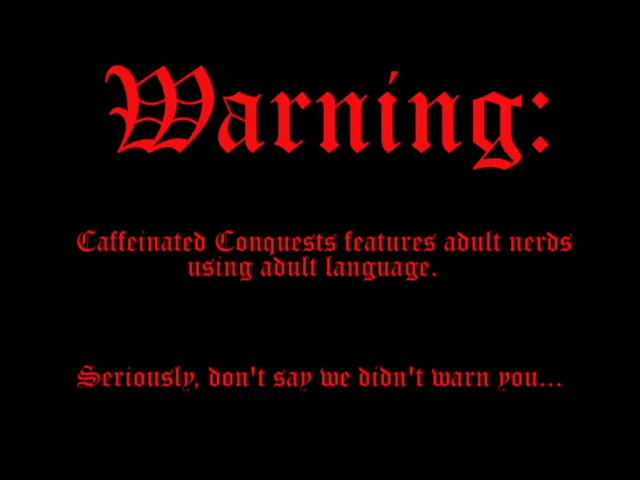 Warning:
Caffeinated Conquests features adult nerds
using adult language.
Seriously, don't say we didn't warn you...